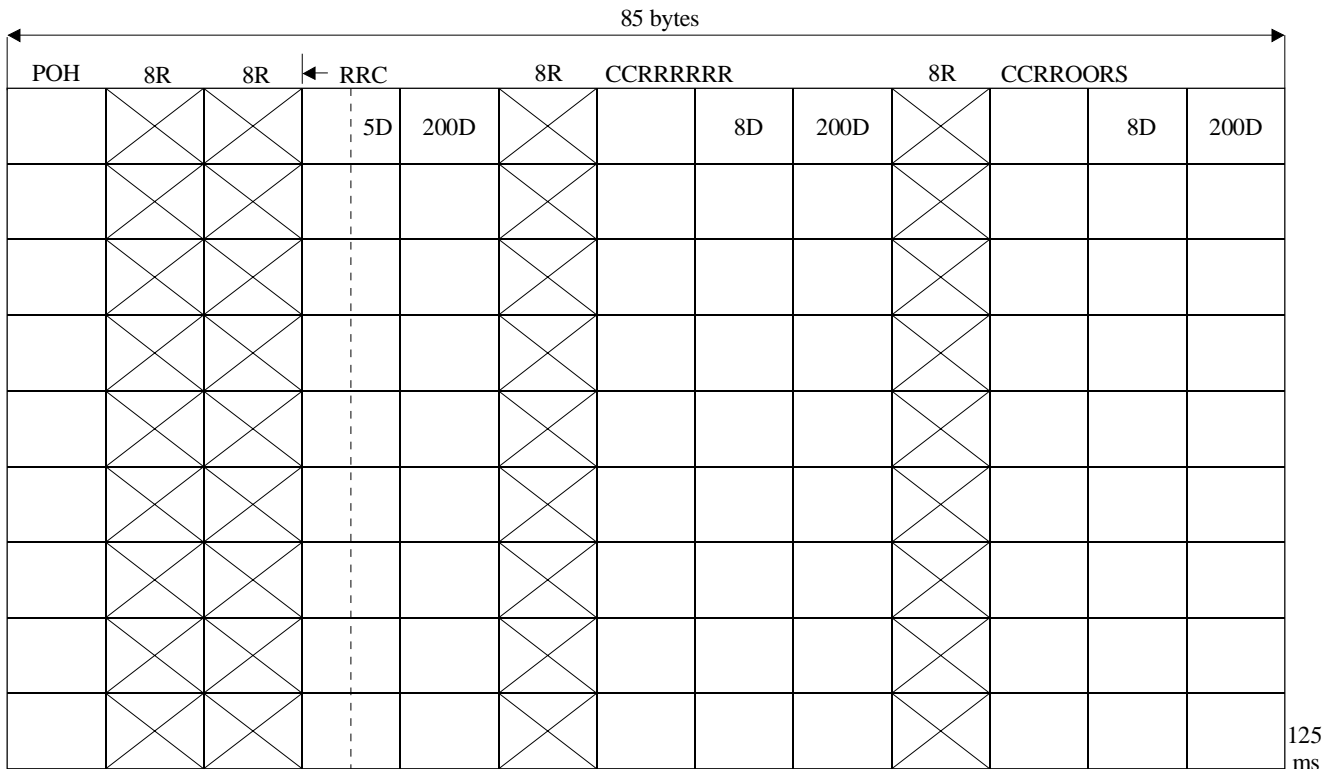 85 bytes
POH 8R 8R RRC 8R CCRRRRRR 8R CCRROORS
5D 200D 8D 200D 8D 200D
125
ms